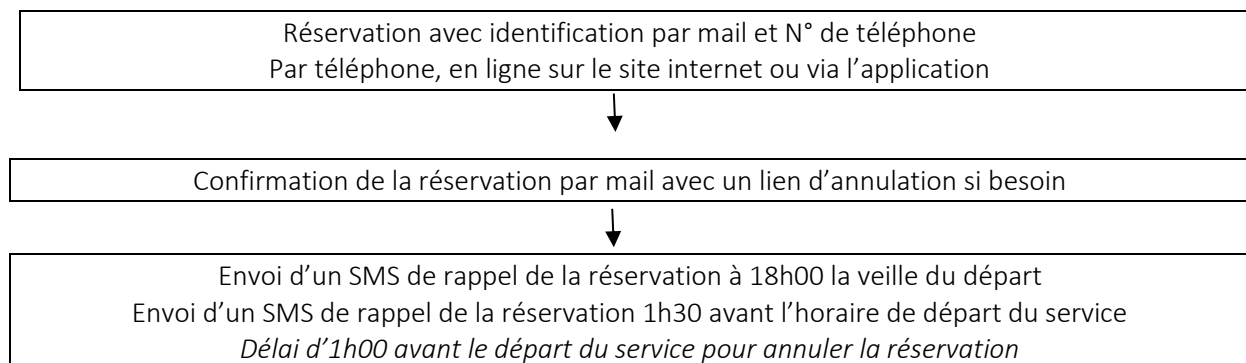 Réservation avec identification par mail et N° de téléphone
Par téléphone, en ligne sur le site internet ou via l’application
Confirmation de la réservation par mail avec un lien d’annulation si besoin
Envoi d’un SMS de rappel de la réservation à 18h00 la veille du départ
Envoi d’un SMS de rappel de la réservation 1h30 avant l’horaire de départ du service
Délai d’1h00 avant le départ du service pour annuler la réservation